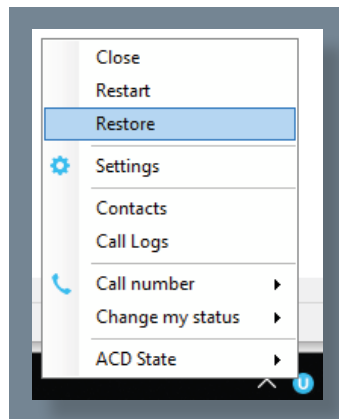 Close
Restart
Restore
Settings
Contacts
Call Logs
Call number
Change my status
ACD State
U